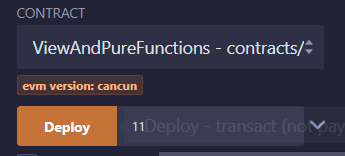 CONTRACT
ViewAndPureFunctions - contracts/
evm version: cancun
Deploy 11 Deploy - transact (not pay